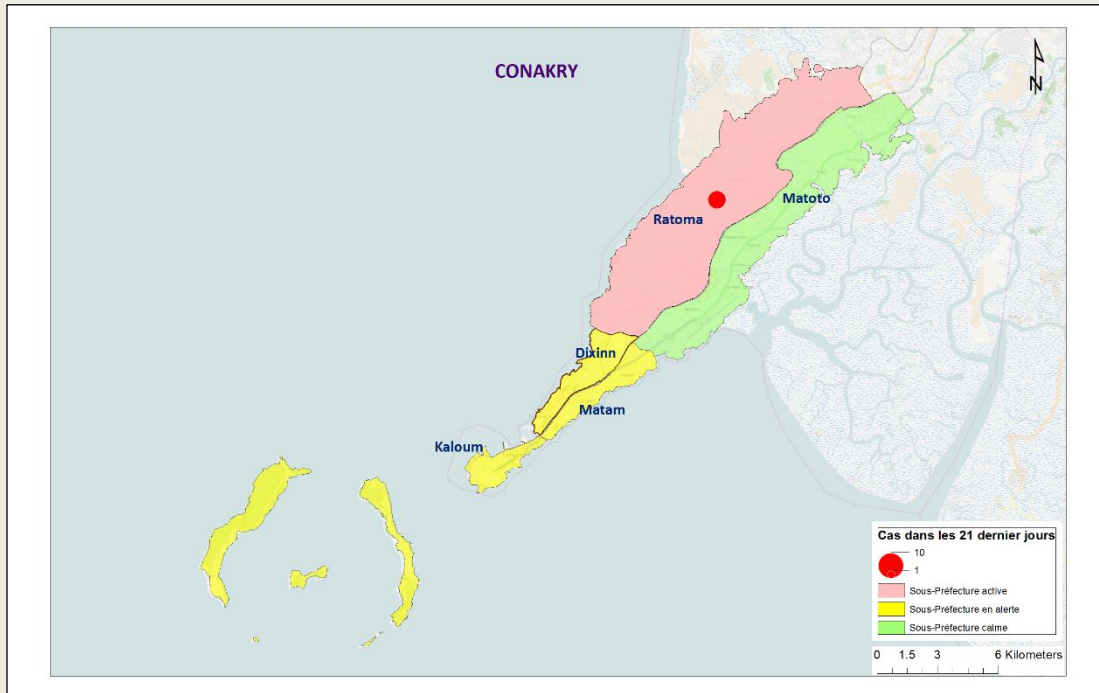 CONAKRY
N
Ratoma
Matoto
Dixinn
Matam
Kaloum
Cas dans les 21 dernier jours
10
1
Sous-Préfecture active
Sous-Préfecture en alerte
Sous-Préfecture calme
0 1.5 3 6 Kilometers